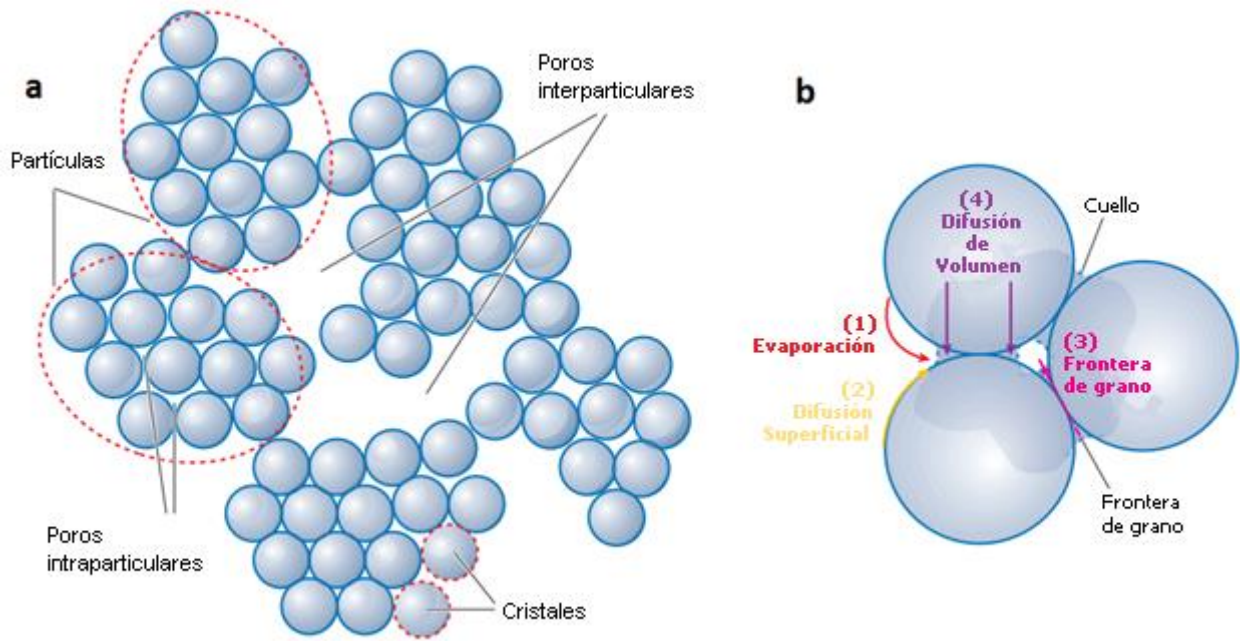 a
Poros
interparticulares
Partículas
Poros
intraparticulares
Cristales
b
(4)
Difusión
de
Volumen
Cuello
(1)
Evaporación
(3)
Frontera
de grano
(2)
Difusión
Superficial
Frontera
de grano